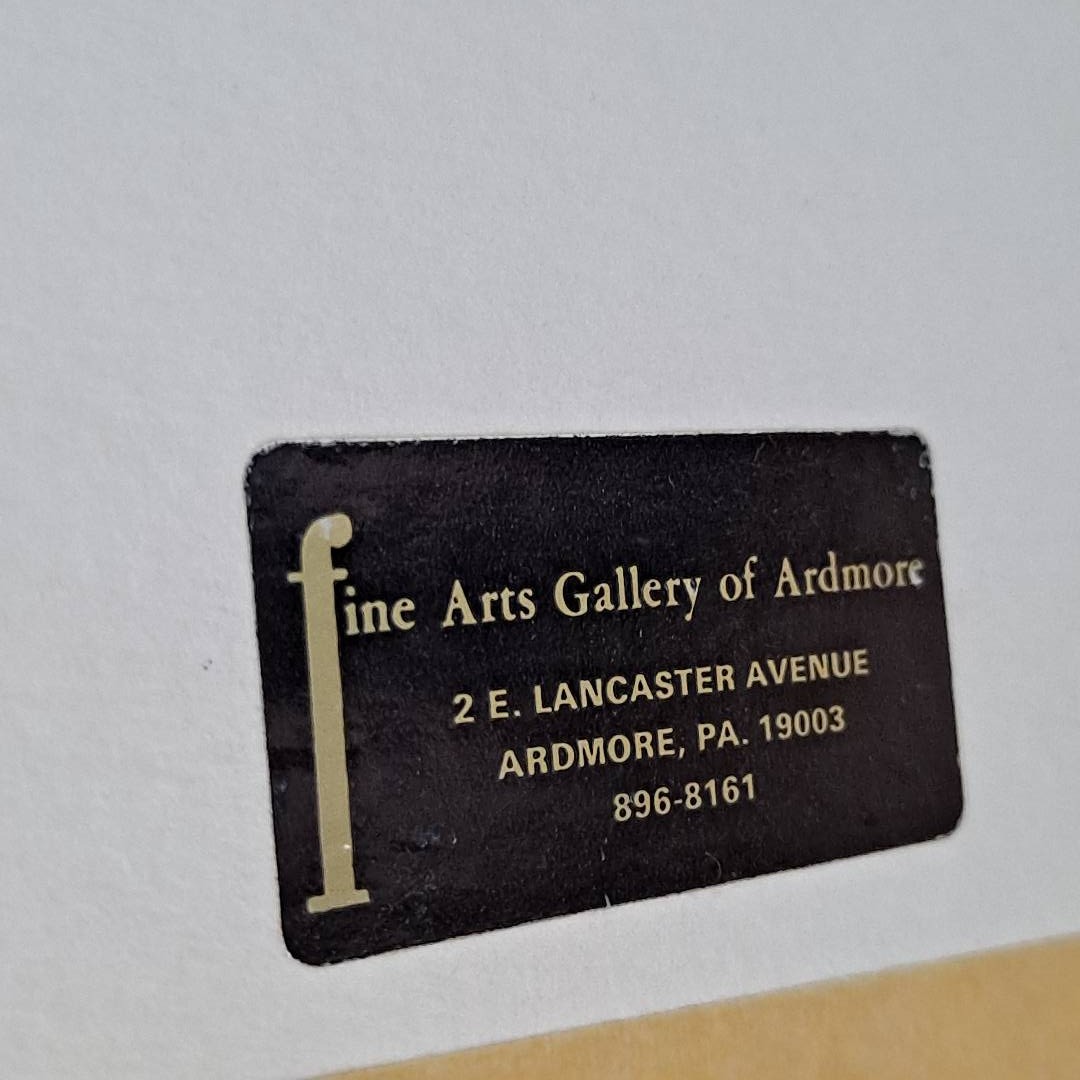 fine Arts Gallery of Ardmore
2 E. LANCASTER AVENUE
ARDMORE, PA. 19003
896-8161